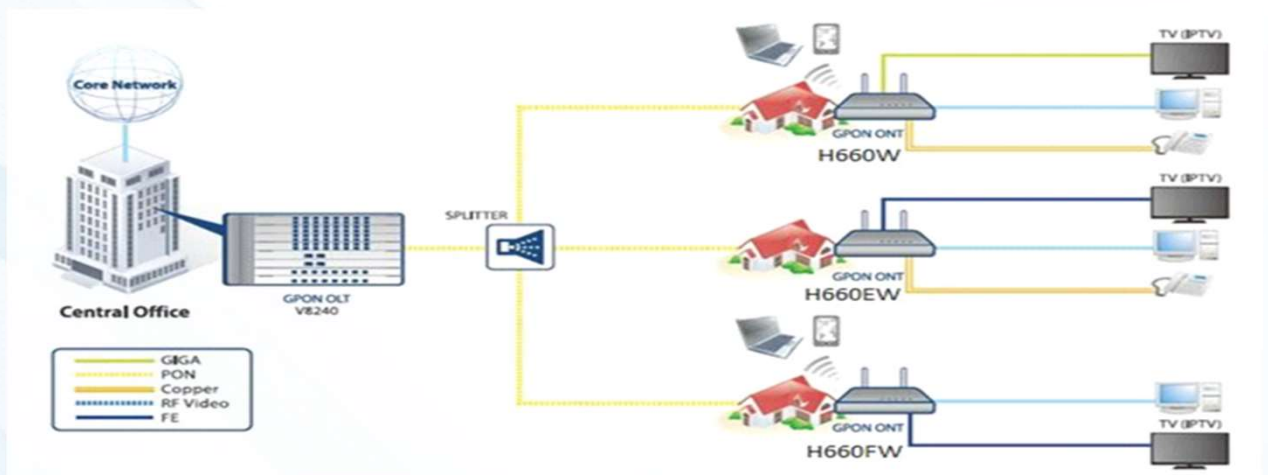 Core Network
Central Office
GPON OLT
V8240
SPLITTER
GIGA
PON
Copper
RF Video
FE
TV (IPTV)
GPON ONT
H660W
TV (IPTV)
GPON ONT
H660EW
GPON ONT
H660FW
TV (IPTV)